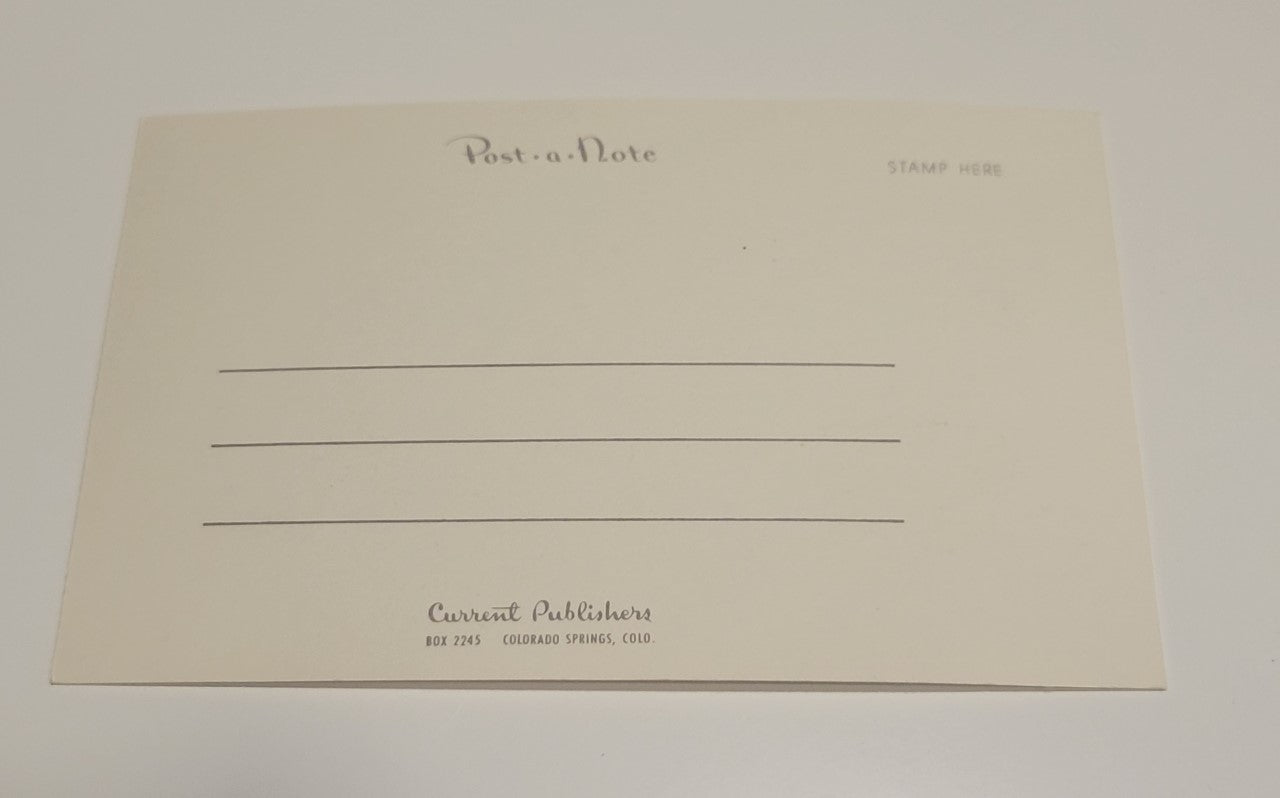 Post·a·Note
STAMP HERE
Current Publishers
BOX 2245 COLORADO SPRINGS, COLO.